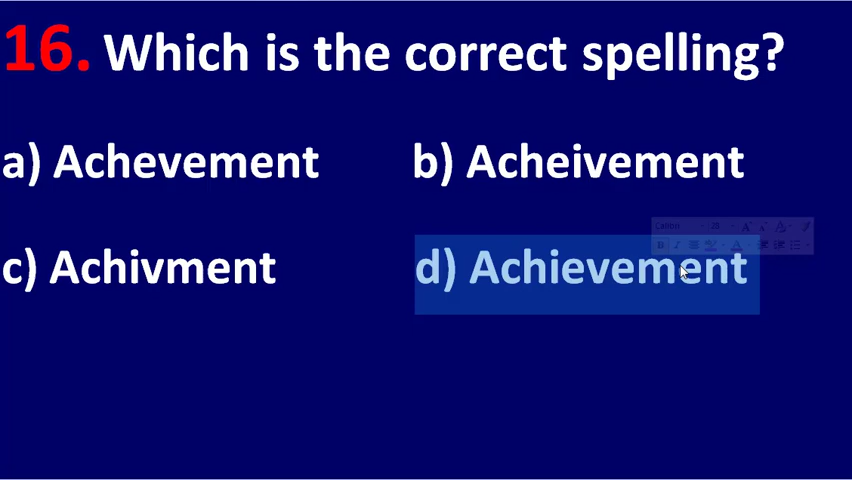 16. Which is the correct spelling?
a) Achevement b) Acheivement
c) Achivment d) Achievement